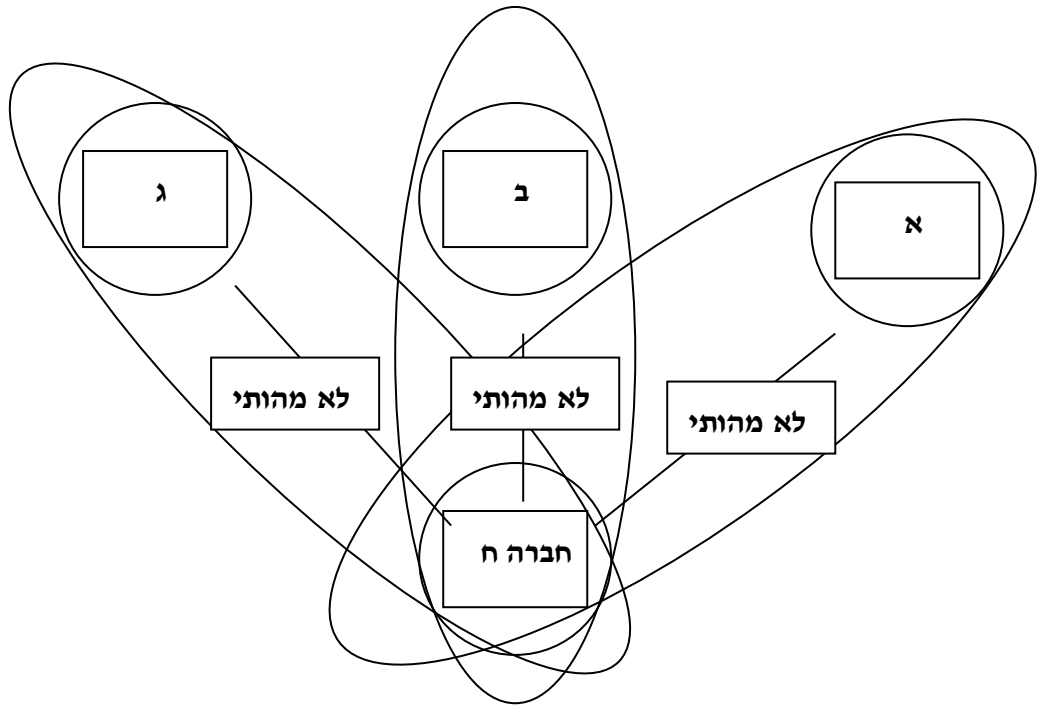 א
ב
ג
לא מהותי
לא מהותי
לא מהותי
חברה ח